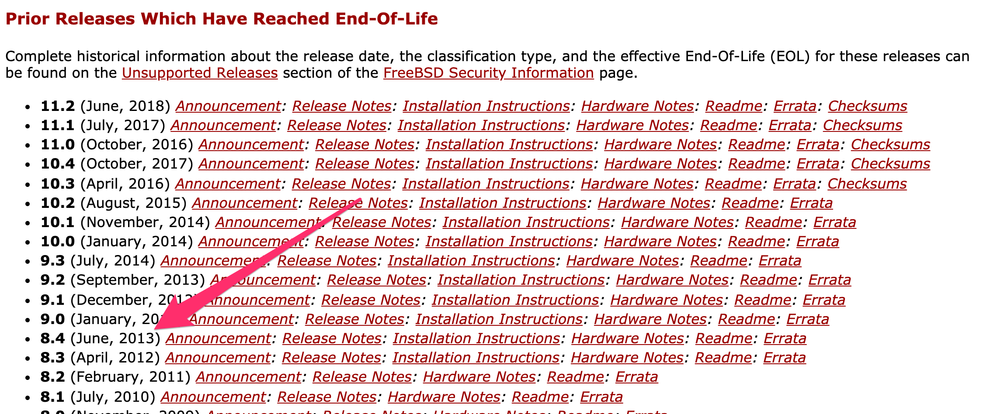 Prior Releases Which Have Reached End-Of-Life
Complete historical information about the release date, the classification type, and the effective End-Of-Life (EOL) for these releases can
be found on the Unsupported Releases section of the FreeBSD Security Information page.
• 11.2 (June, 2018) Announcement: Release Notes: Installation Instructions: Hardware Notes: Readme: Errata: Checksums
• 11.1 (July, 2017) Announcement: Release Notes: Installation Instructions: Hardware Notes: Readme: Errata: Checksums
• 11.0 (October, 2016) Announcement: Release Notes: Installation Instructions: Hardware Notes: Readme: Errata: Checksums
• 10.4 (October, 2017) Announcement: Release Notes: Installation Instructions: Hardware Notes: Readme: Errata: Checksums
• 10.3 (April, 2016) Announcement: Release Notes: Installation Instructions: Hardware Notes: Readme: Errata: Checksums
• 10.2 (August, 2015) Announcement: Release Notes: Installation Instructions: Hardware Notes: Readme: Errata
• 10.1 (November, 2014) Announcement: Release Notes: Installation Instructions: Hardware Notes: Readme: Errata
• 10.0 (January, 2014) Announcement: Release Notes: Installation Instructions: Hardware Notes: Readme: Errata
• 9.3 (July, 2014) Announcement: Release Notes: Installation Instructions: Hardware Notes: Readme: Errata
• 9.2 (September, 2013) Announcement: Release Notes: Installation Instructions: Hardware Notes: Readme: Errata
• 9.1 (December, 2012) Announcement: Release Notes: Installation Instructions: Hardware Notes: Readme: Errata
• 9.0 (January, Announcement: Release Notes: Installation Instructions: Hardware Notes: Readme: Errata
• 8.4 (June, 2013) Announcement: Release Notes: Installation Instructions: Hardware Notes: Readme: Errata
• 8.3 (April, 2012) Announcement: Release Notes: Installation Instructions: Hardware Notes: Readme: Errata
• 8.2 (February, 2011) Announcement: Release Notes: Hardware Notes: Readme: Errata
• 8.1 (July, 2010) Announcement: Release Notes: Hardware Notes: Readme: Errata
• 8.0 (November, 2009) Announcement: Release Notes: Hardware Notes: Readme: Errata